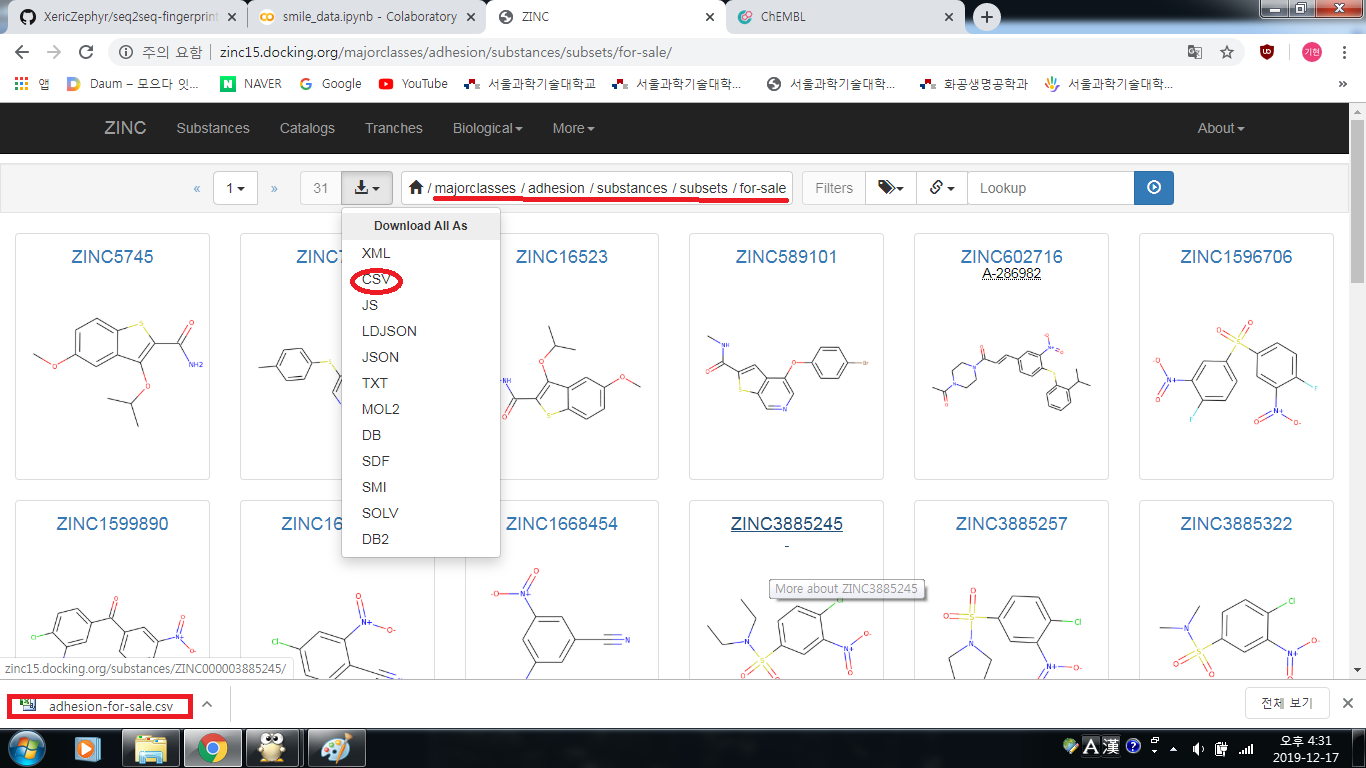 XericZephyr/seq2seq-fingerprint
smile_data.ipynb - Colaboratory
ZINC
ChEMBL
주의 요함
zinc15.docking.org/majorclasses/adhesion/substances/subsets/for-sale/
기현
앱
Daum – 모으다 잇...
NAVER
Google
YouTube
서울과학기술대학교
서울과학기술대학...
서울과학기술대학...
화공생명공학과
서울과학기술대학...
»
ZINC
Substances
Catalogs
Tranches
Biological
More
About
«
1
»
31
/ majorclasses / adhesion / substances / subsets / for-sale
Filters
Lookup
Download All As
XML
CSV
JS
LDJSON
JSON
TXT
MOL2
DB
SDF
SMI
SOLV
DB2
ZINC5745
ZINC7
ZINC16523
ZINC589101
ZINC602716
A-286982
ZINC1596706
ZINC1599890
ZINC16
ZINC1668454
ZINC3885245
-
ZINC3885257
ZINC3885322
More about ZINC3885245
zinc15.docking.org/substances/ZINC000003885245/
adhesion-for-sale.csv
전체 보기
A 漢
오후 4:31
2019-12-17